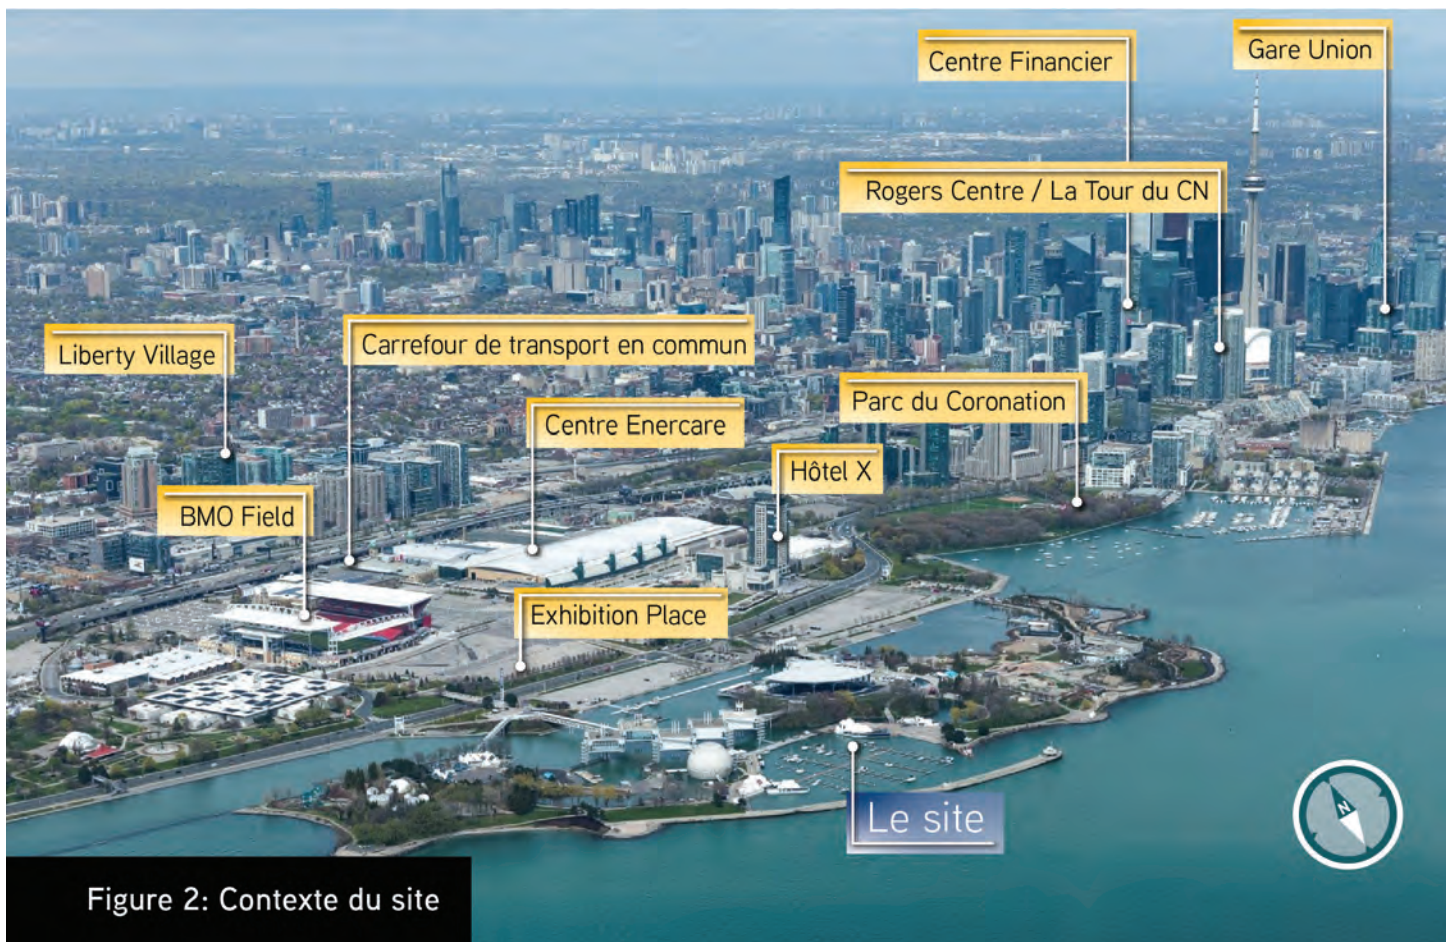 Gare Union
Centre Financier
Rogers Centre / La Tour du CN
Liberty Village
Carrefour de transport en commun
Parc du Coronation
Centre Enercare
Hôtel X
BMO Field
Exhibition Place
Le site
N
Figure 2: Contexte du site